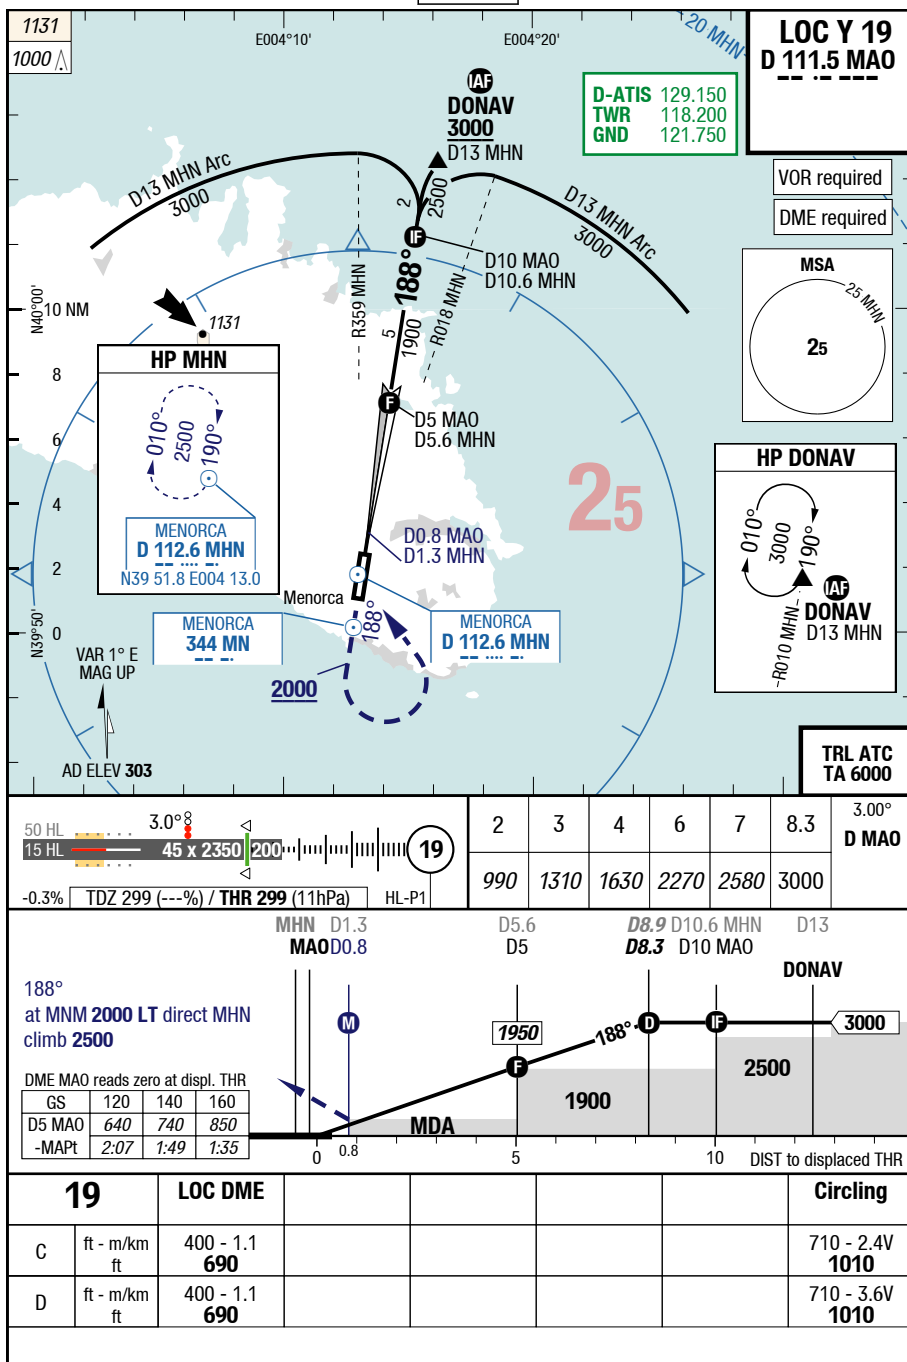 1131
1000
E004°10'
E004°20'
20 MHN
LOC Y 19
D 111.5 MAO
IAF
DONAV
3000
D13 MHN
D-ATIS 129.150
TWR 118.200
GND 121.750
VOR required
DME required
D13 MHN Arc
3000
2
2500
D13 MHN Arc
3000
IF
D10 MAO
D10.6 MHN
188°
R359 MHN
R018 MHN
5
1900
MSA
25 MHN
25
N40°00'
10 NM
8
6
4
2
0
N39°50'
1131
HP MHN
010°
2500
190°
MENORCA
D 112.6 MHN
N39 51.8 E004 13.0
F
D5 MAO
D5.6 MHN
25
HP DONAV
010°
3000
190°
IAF
DONAV
D13 MHN
R010 MHN
D0.8 MAO
D1.3 MHN
Menorca
MENORCA
344 MN
188°
MENORCA
D 112.6 MHN
2000
VAR 1° E
MAG UP
AD ELEV 303
TRL ATC
TA 6000
50 HL
15 HL
3.0°
45 x 2350
200
19
-0.3%
TDZ 299 (---%) / THR 299 (11hPa)
HL-P1
2 3 4 6 7 8.3 3.00°
D MAO
990 1310 1630 2270 2580 3000
MHN D1.3 D5.6 D8.9 D10.6 MHN D13
MAO D0.8 D5 D8.3 D10 MAO
DONAV
188°
at MNM 2000 LT direct MHN
climb 2500
M
1950
F
188°
D
IF
3000
2500
1900
MDA
DME MAO reads zero at displ. THR
GS 120 140 160
D5 MAO 640 740 850
-MAPt 2:07 1:49 1:35
0 0.8 5 10 DIST to displaced THR
19 LOC DME Circling
C ft - m/km 400 - 1.1 710 - 2.4V
ft 690 1010
D ft - m/km 400 - 1.1 710 - 3.6V
ft 690 1010